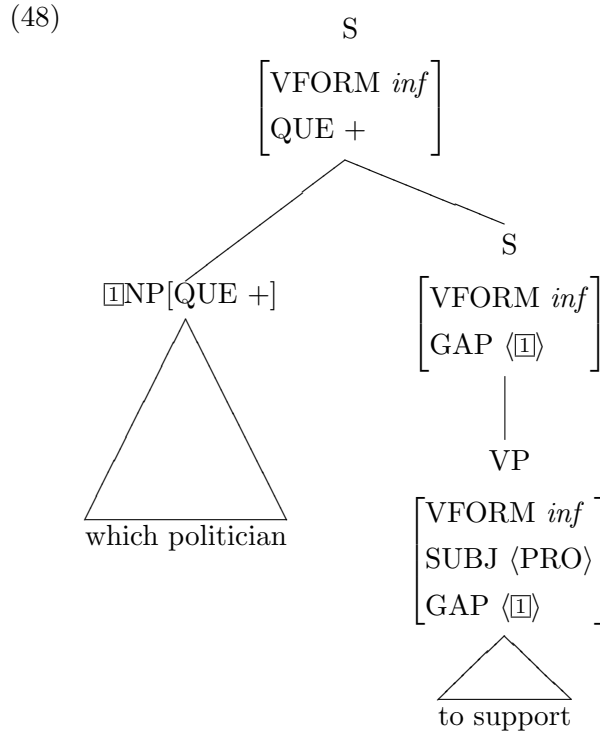 (48)
S
[VFORM inf
QUE +]
S
1NP[QUE +]
[VFORM inf
GAP ⟨1⟩]
VP
[VFORM inf
SUBJ ⟨PRO⟩
GAP ⟨1⟩]
which politician
to support